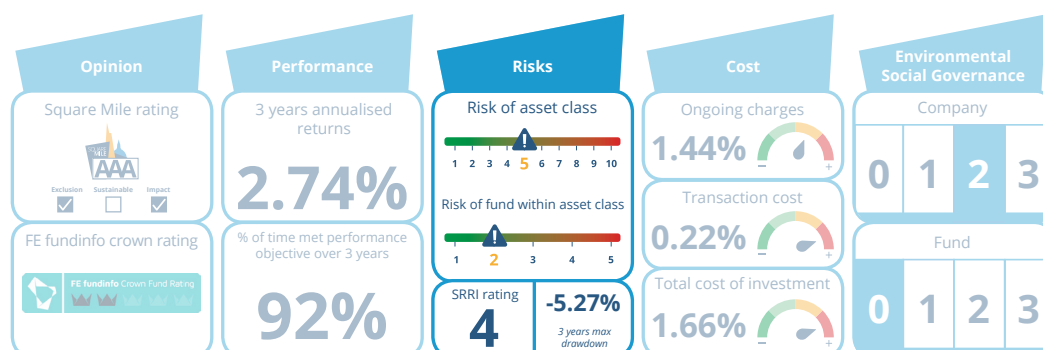 Opinion
Square Mile rating
SQUARE
MILE
AAA
Exclusion Sustainable Impact
FE fundinfo crown rating
FE fundinfo Crown Fund Rating
Performance
3 years annualised
returns
2.74%
% of time met performance
objective over 3 years
92%
Risks
Risk of asset class
!
1 2 3 4 5 6 7 8 9 10
Risk of fund within asset class
!
1 2 3 4 5
SRRI rating
4
-5.27%
3 years max
drawdown
Cost
Ongoing charges
1.44%
– +
Transaction cost
0.22%
– +
Total cost of investment
1.66%
– +
Environmental
Social Governance
Company
0 1 2 3
Fund
0 1 2 3